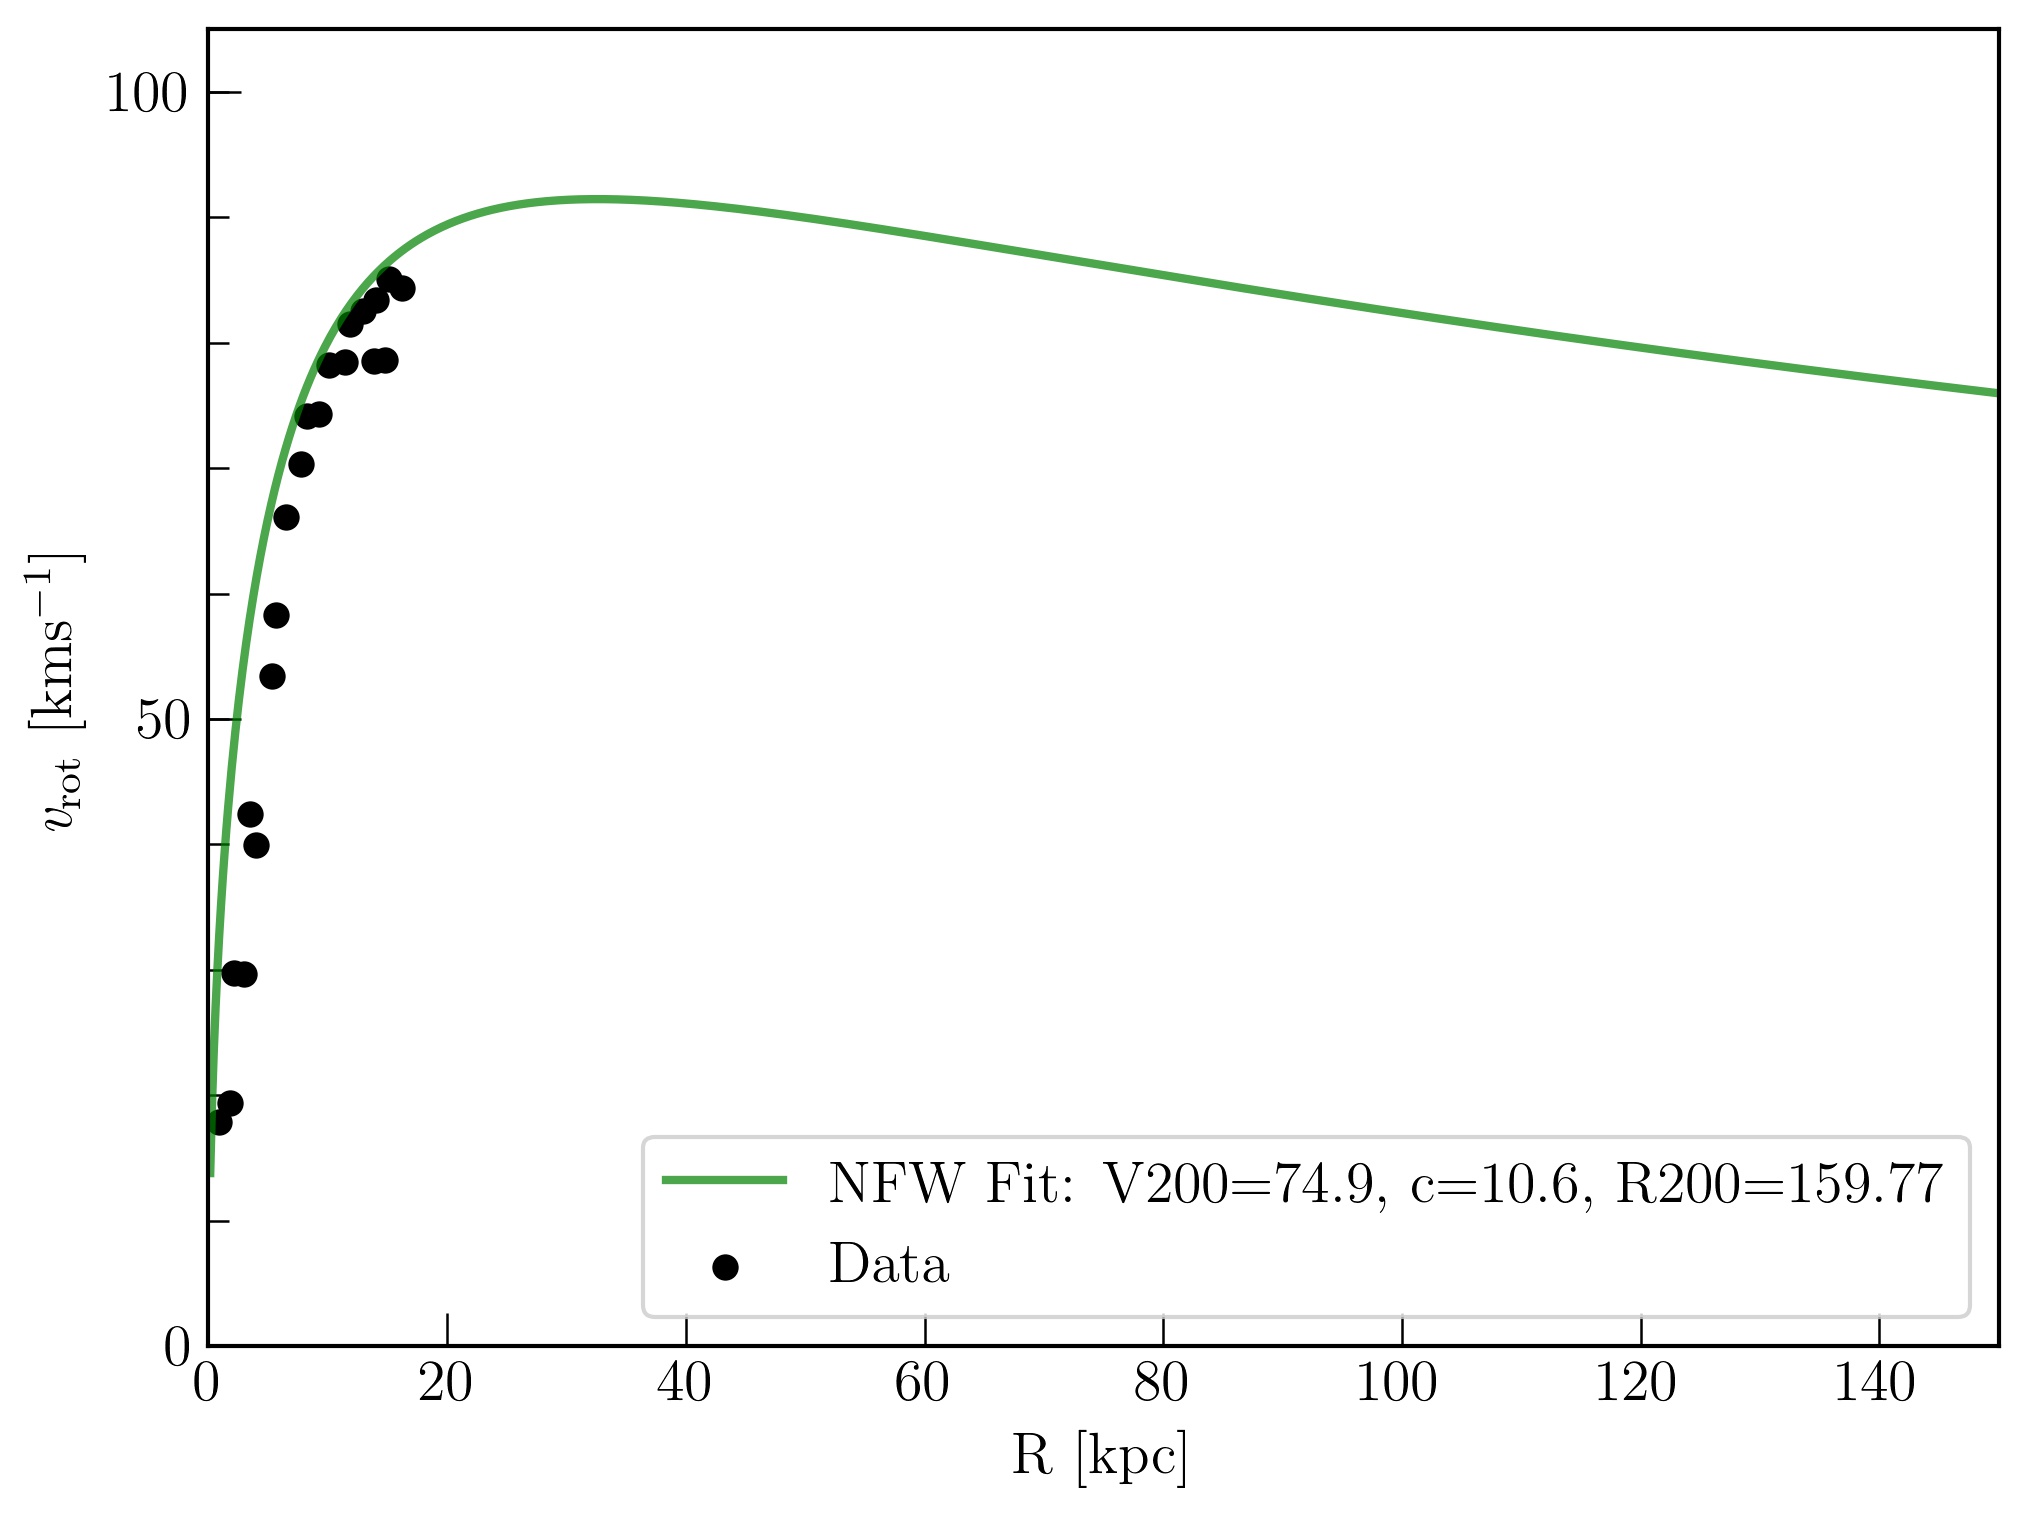 100
50
0
v_rot [kms⁻¹]
NFW Fit: V200=74.9, c=10.6, R200=159.77
Data
0 20 40 60 80 100 120 140
R [kpc]